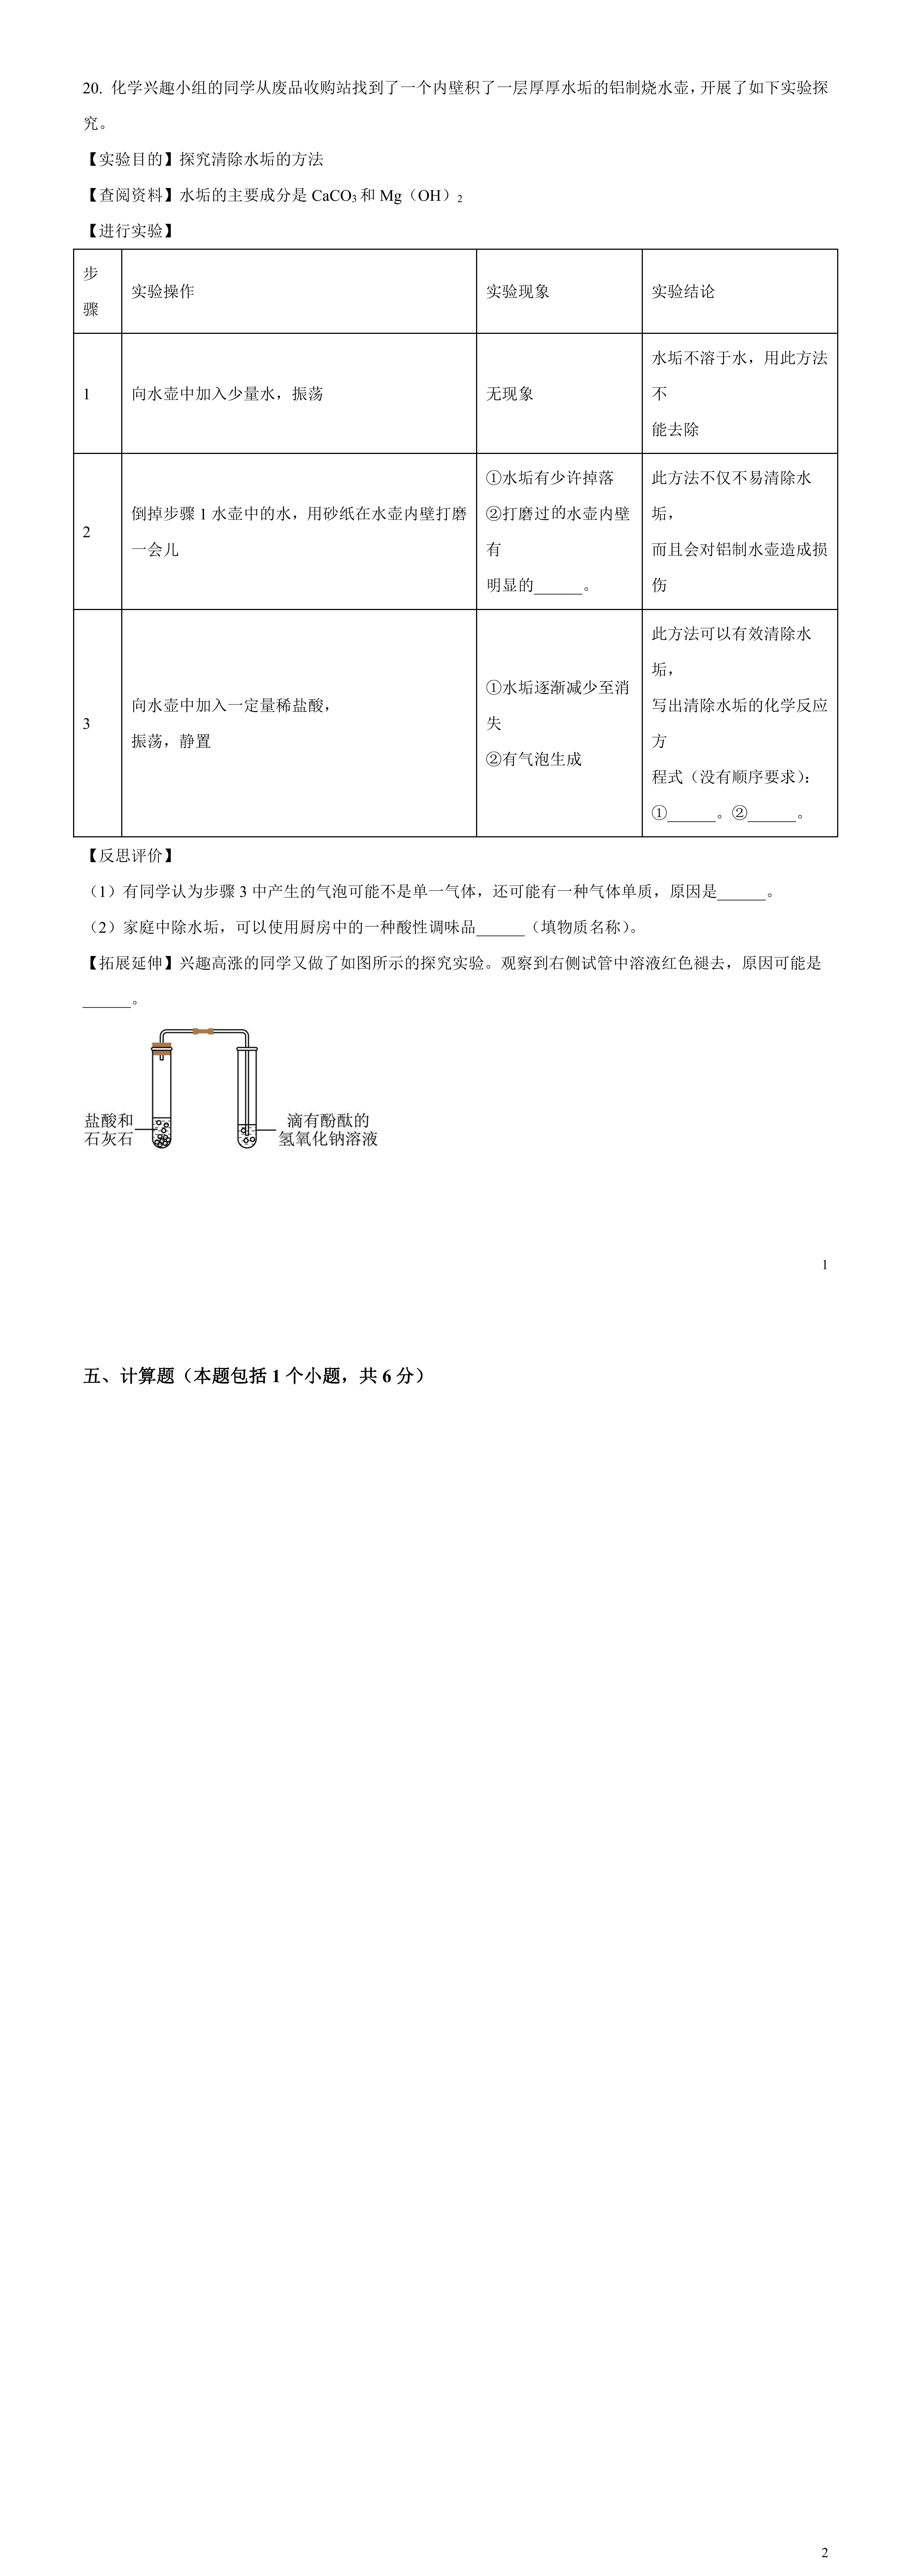 20. 化学兴趣小组的同学从废品收购站找到了一个内壁积了一层厚厚水垢的铝制烧水壶，开展了如下实验探
究。
【实验目的】探究清除水垢的方法
【查阅资料】水垢的主要成分是 CaCO₃和 Mg（OH）₂
【进行实验】
步
骤
实验操作
实验现象
实验结论
1
向水壶中加入少量水，振荡
无现象
水垢不溶于水，用此方法
不
能去除
2
倒掉步骤 1 水壶中的水，用砂纸在水壶内壁打磨
一会儿
①水垢有少许掉落
②打磨过的水壶内壁
有
明显的______。
此方法不仅不易清除水
垢，
而且会对铝制水壶造成损
伤
3
向水壶中加入一定量稀盐酸，
振荡，静置
①水垢逐渐减少至消
失
②有气泡生成
此方法可以有效清除水
垢，
写出清除水垢的化学反应
方
程式（没有顺序要求）：
①______。②______。
【反思评价】
（1）有同学认为步骤 3 中产生的气泡可能不是单一气体，还可能有一种气体单质，原因是______。
（2）家庭中除水垢，可以使用厨房中的一种酸性调味品______（填物质名称）。
【拓展延伸】兴趣高涨的同学又做了如图所示的探究实验。观察到右侧试管中溶液红色褪去，原因可能是
______。
盐酸和
石灰石
滴有酚酞的
氢氧化钠溶液
1
五、计算题（本题包括 1 个小题，共 6 分）
2